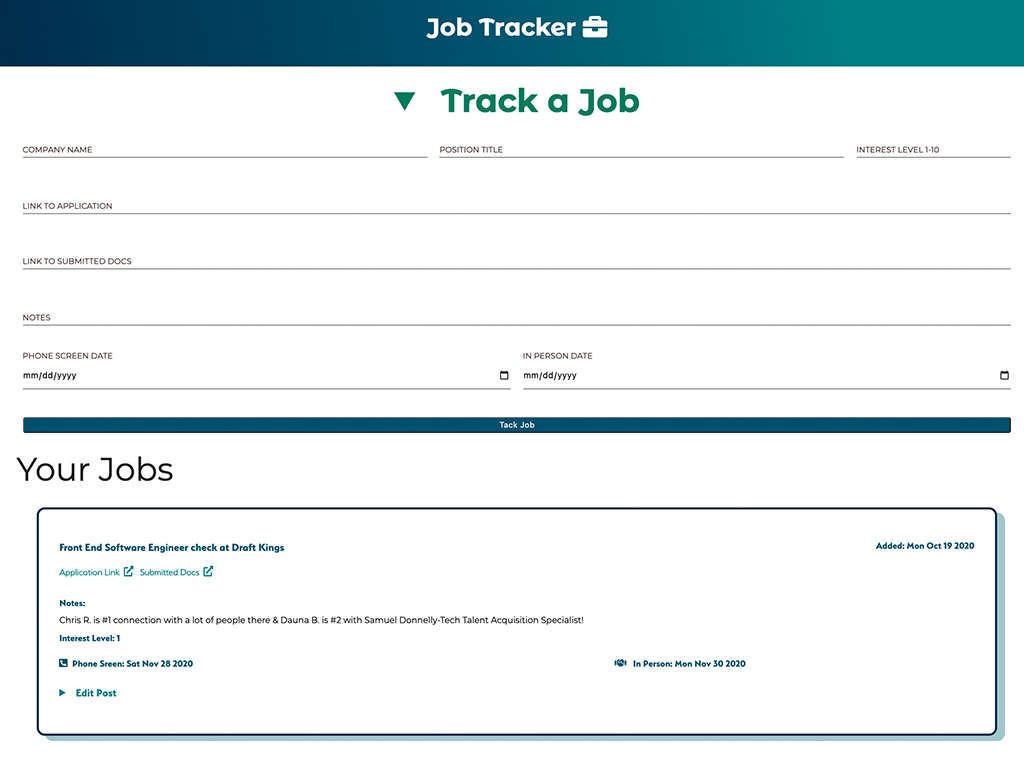 Job Tracker
Track a Job
COMPANY NAME POSITION TITLE INTEREST LEVEL 1-10
LINK TO APPLICATION
LINK TO SUBMITTED DOCS
NOTES
PHONE SCREEN DATE IN PERSON DATE
mm/dd/yyyy mm/dd/yyyy
Tack Job
Your Jobs
Front End Software Engineer check at Draft Kings Added: Mon Oct 19 2020
Application Link Submitted Docs
Notes:
Chris R. is #1 connection with a lot of people there & Dauna B. is #2 with Samuel Donnelly-Tech Talent Acquisition Specialist!
Interest Level: 1
Phone Sreen: Sat Nov 28 2020 In Person: Mon Nov 30 2020
Edit Post